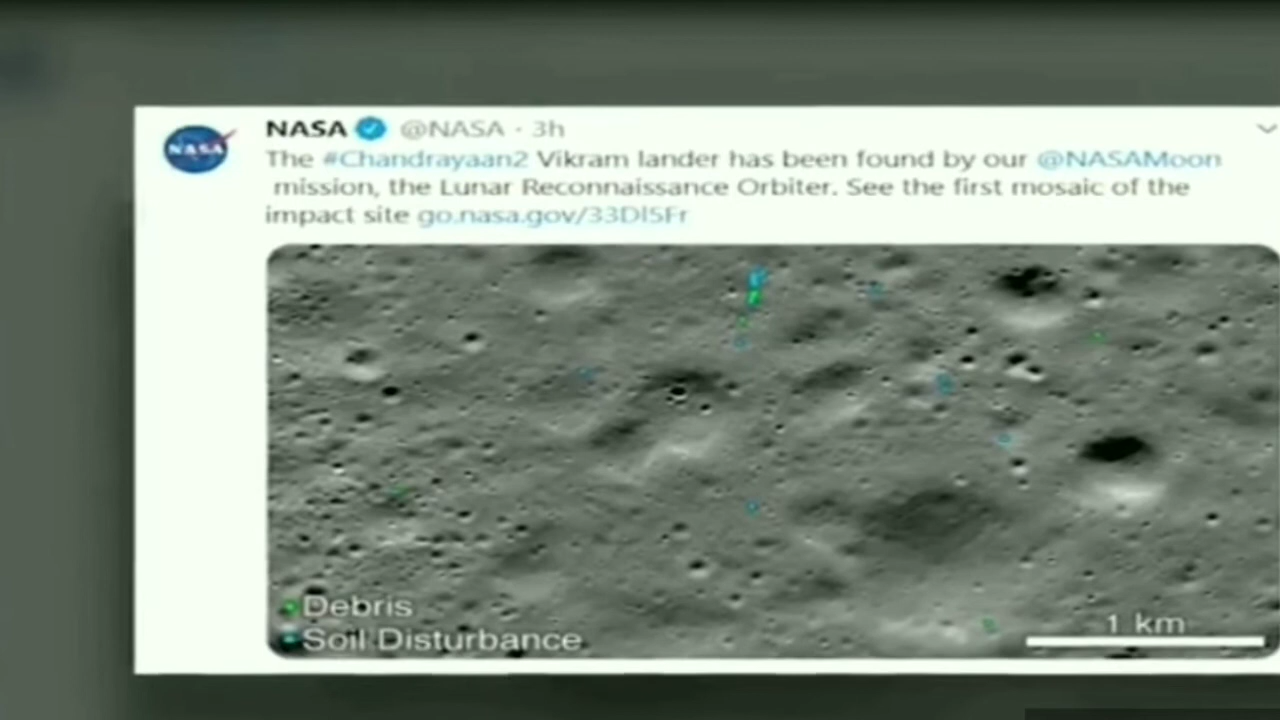 NASA
NASA @NASA · 3h
The #Chandrayaan2 Vikram lander has been found by our @NASAMoon
mission, the Lunar Reconnaissance Orbiter. See the first mosaic of the
impact site go.nasa.gov/33Dl5Fr
Debris
Soil Disturbance
1 km